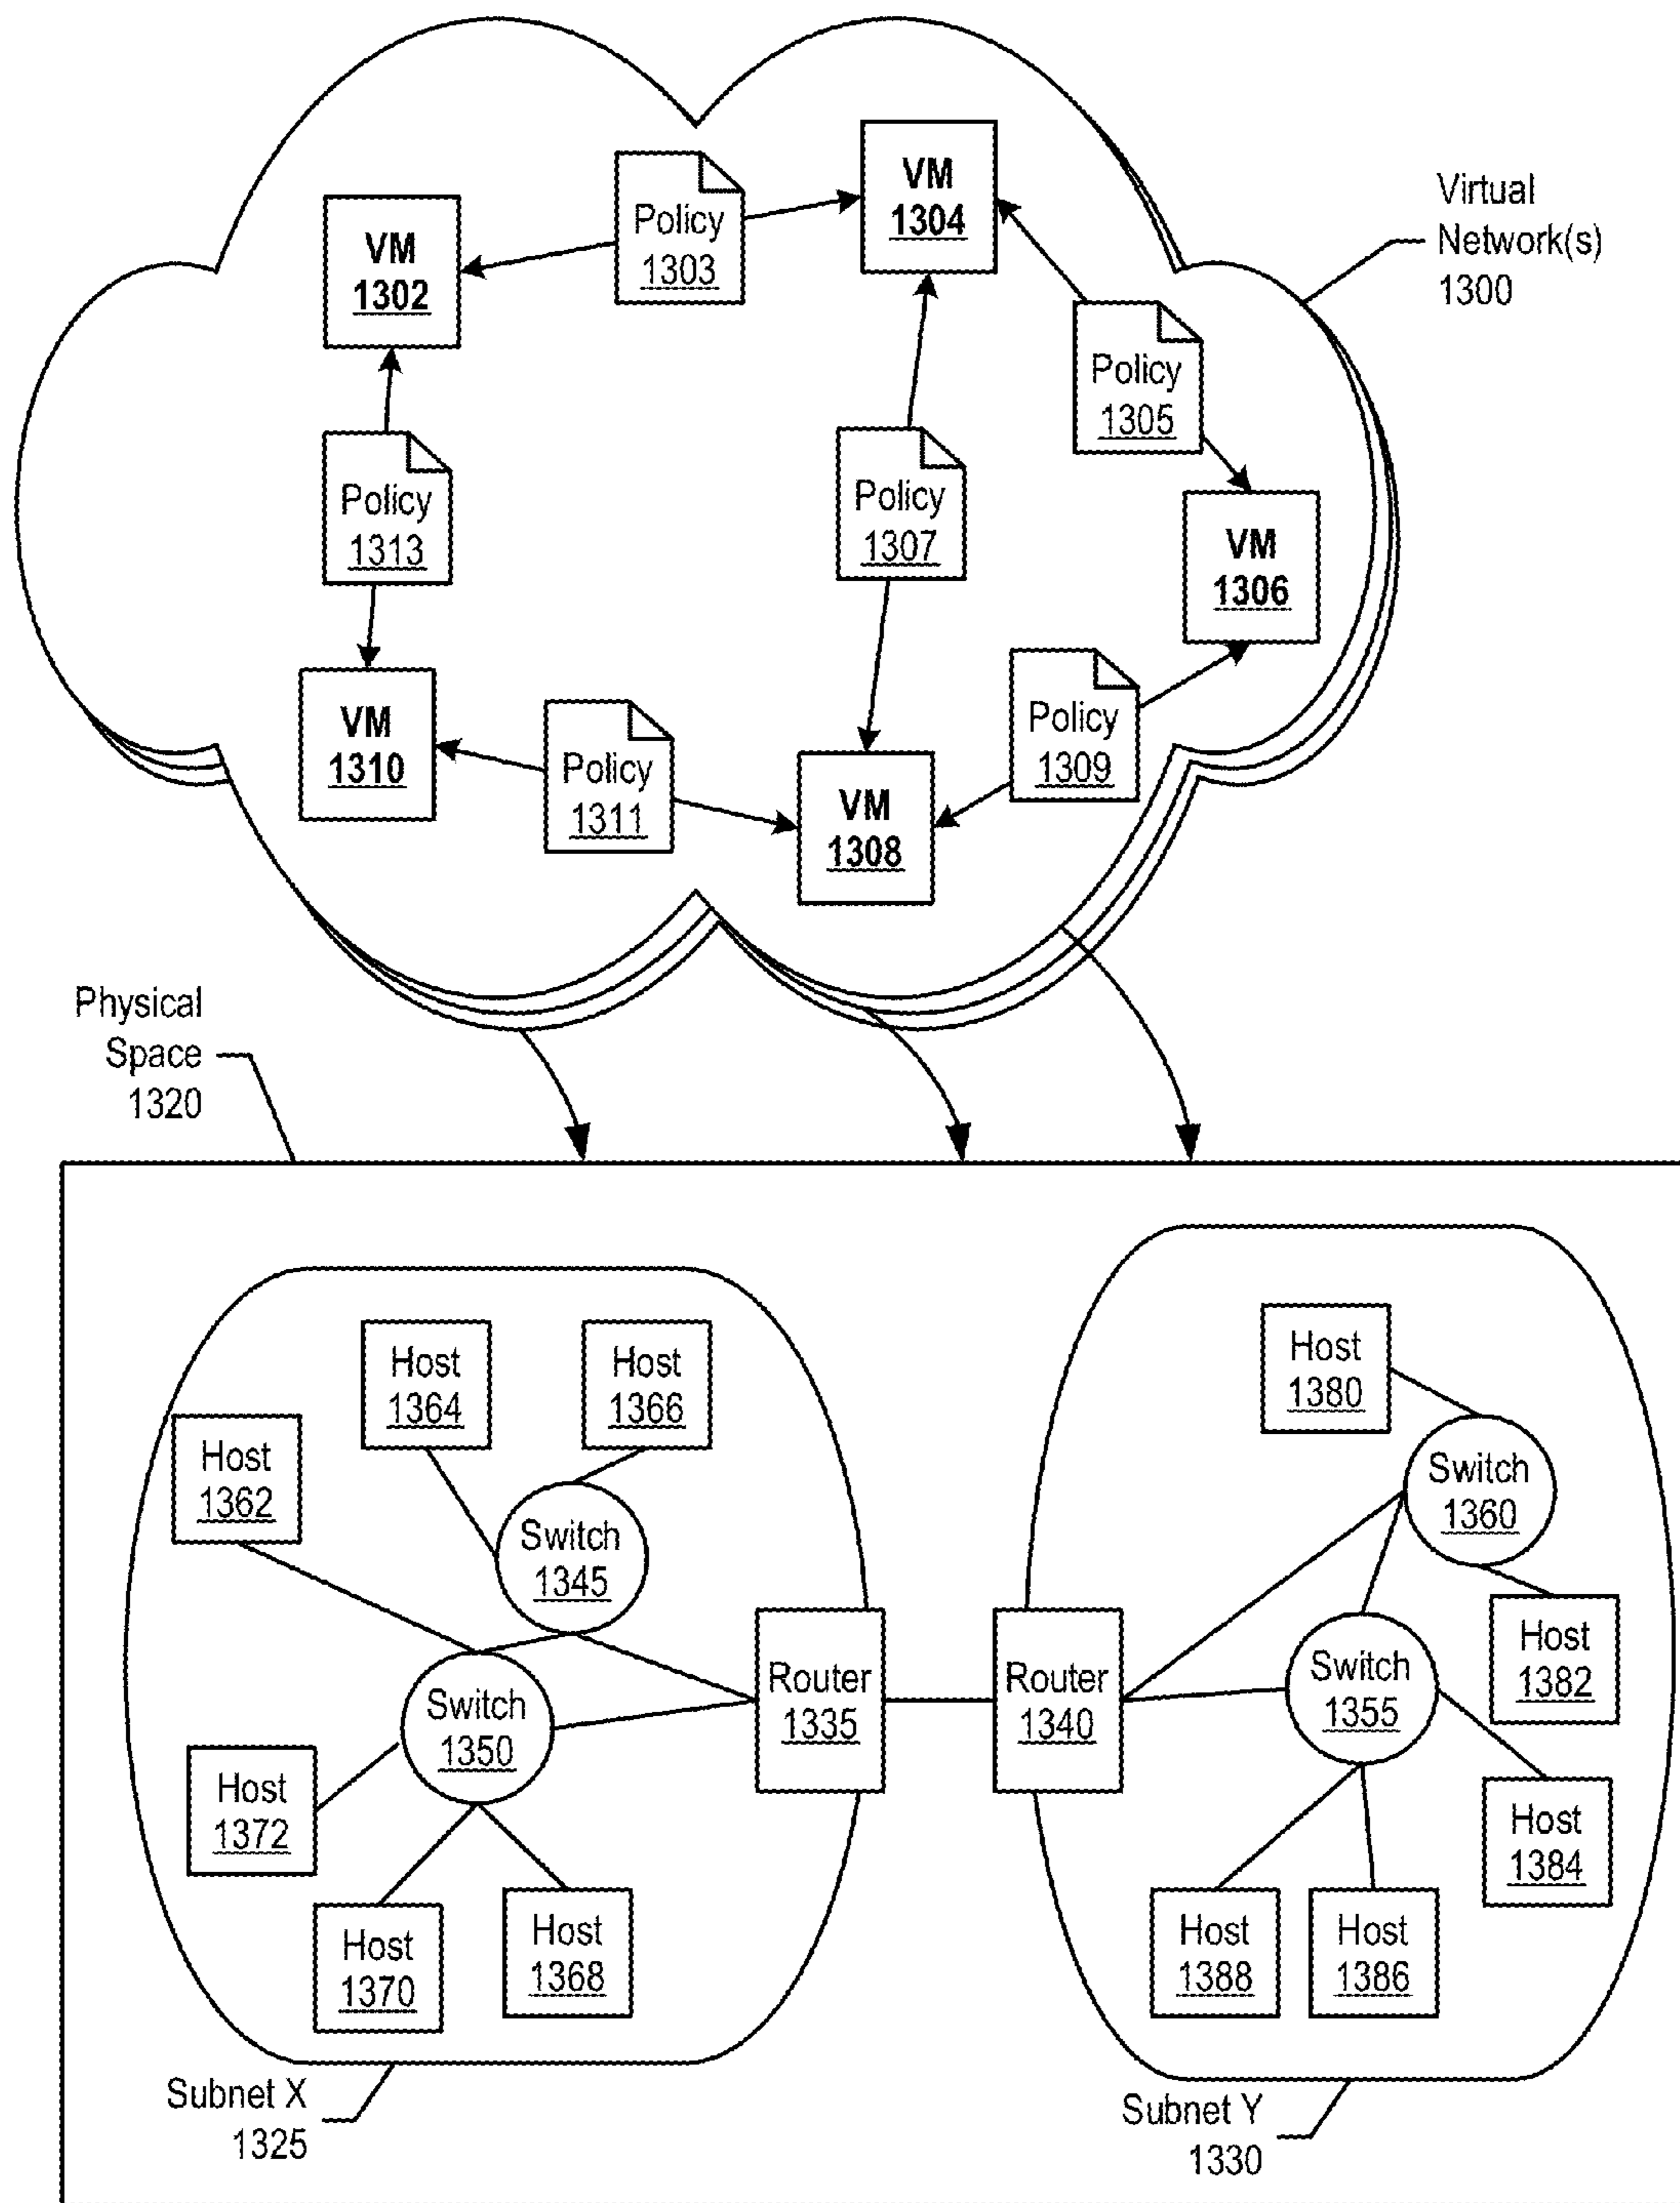 VM
1304
Virtual
Network(s)
1300
Policy
1303
VM
1302
Policy
1305
Policy
1313
Policy
1307
VM
1306
VM
1310
Policy
1309
Policy
1311
VM
1308
Physical
Space
1320
Host
1364
Host
1366
Host
1380
Host
1362
Switch
1360
Switch
1345
Host
1382
Switch
1355
Router
1335
Router
1340
Switch
1350
Host
1372
Host
1384
Host
1370
Host
1368
Host
1388
Host
1386
Subnet X
1325
Subnet Y
1330